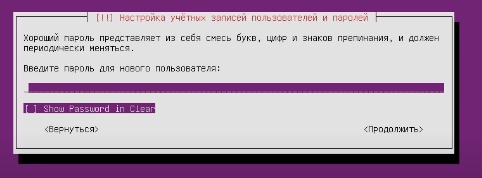 [!!] Настройка учётных записей пользователей и паролей
Хороший пароль представляет из себя смесь букв, цифр и знаков препинания, и должен
периодически меняться.
Введите пароль для нового пользователя:
[ ] Show Password in Clear
<Вернуться> <Продолжить>